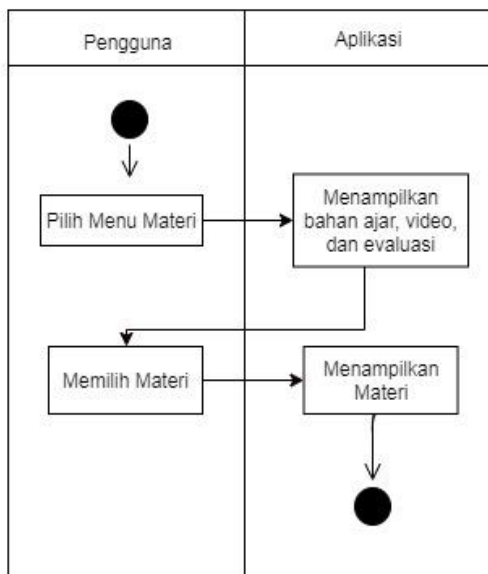 Pengguna
Aplikasi
Pilih Menu Materi
Menampilkan
bahan ajar, video,
dan evaluasi
Memilih Materi
Menampilkan
Materi